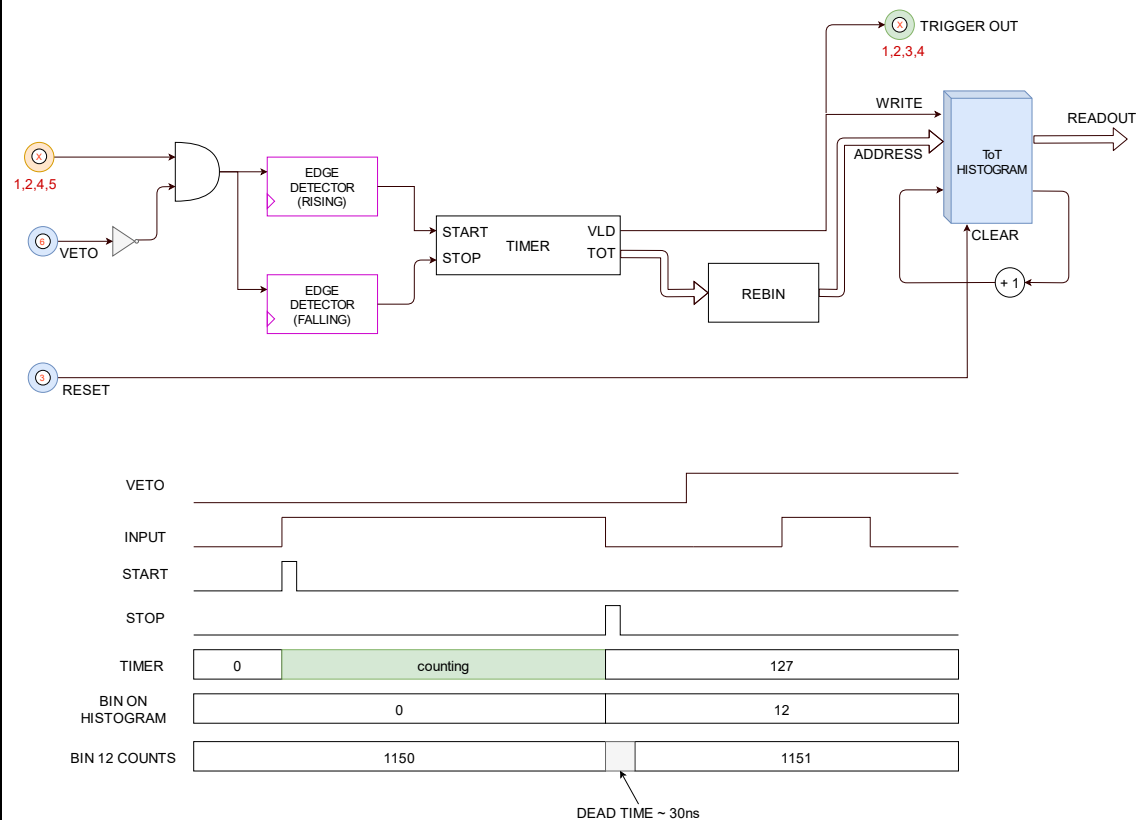 X
TRIGGER OUT
1,2,3,4
WRITE
ADDRESS
ToT
HISTOGRAM
READOUT
CLEAR
+ 1
X
1,2,4,5
6
VETO
EDGE
DETECTOR
(RISING)
EDGE
DETECTOR
(FALLING)
START
STOP
TIMER
VLD
TOT
REBIN
3
RESET
VETO
INPUT
START
STOP
TIMER
0
counting
127
BIN ON
HISTOGRAM
0
12
BIN 12 COUNTS
1150
1151
DEAD TIME ~ 30ns